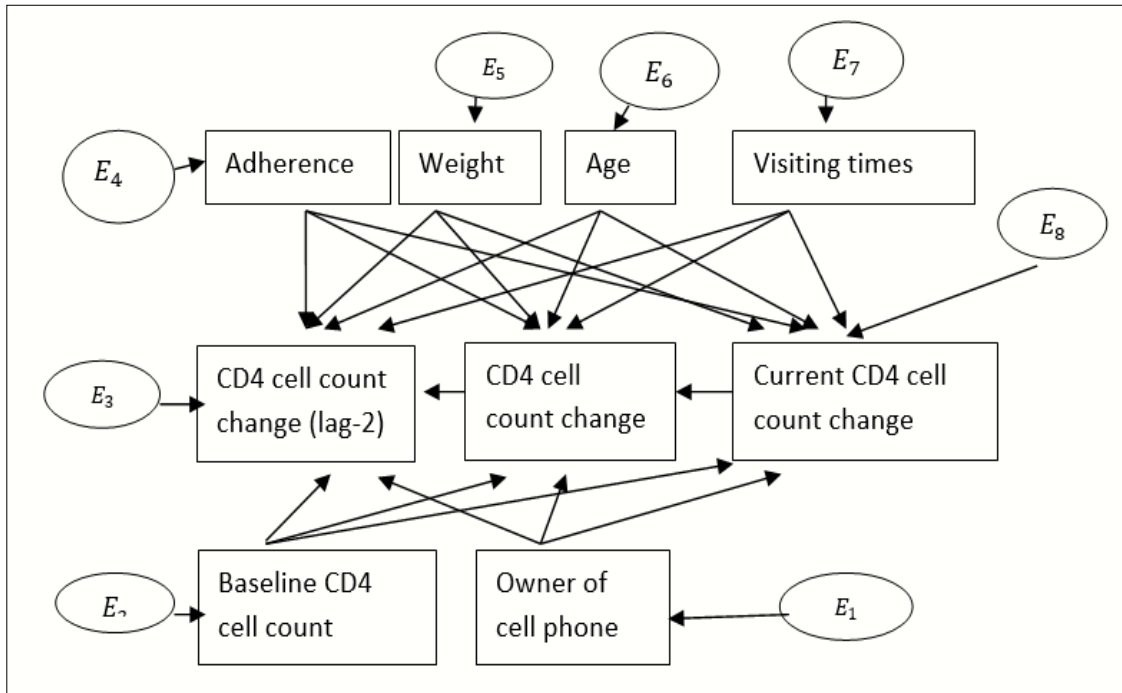 E₅
E₆
E₇
E₄
Adherence
Weight
Age
Visiting times
E₈
E₃
CD4 cell count
change (lag-2)
CD4 cell
count change
Current CD4 cell
count change
Baseline CD4
cell count
Owner of
cell phone
E₁